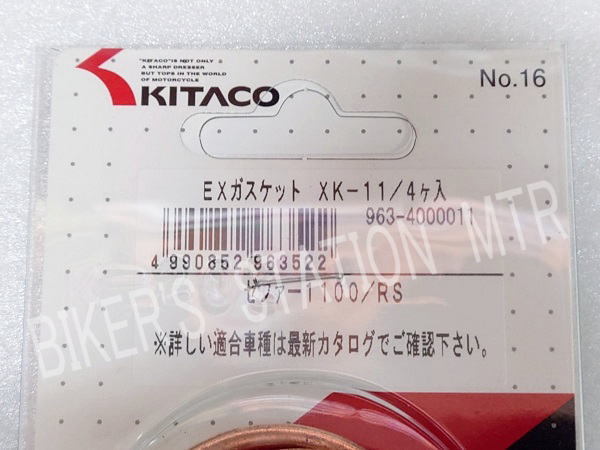 "KITACO"IS NOT ONLY
A SHARP DRESSER
BUT TOPS IN THE WORLD
OF MOTORCYCLE
KITACO
No.16
EXガスケット XK-11/4ヶ入
963-4000011
4 990852 963522
ゼファー1100/RS
※詳しい適合車種は最新カタログでご確認下さい。
BIKER'S STATION MTR